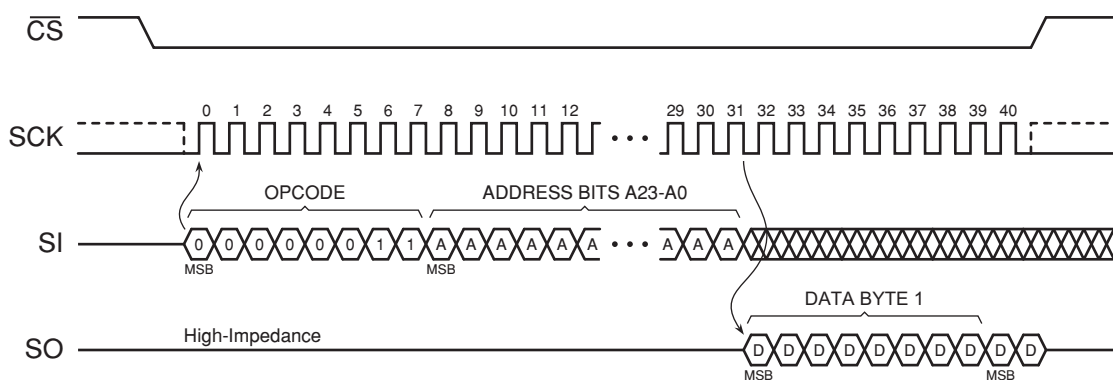 CS
0 1 2 3 4 5 6 7 8 9 10 11 12 29 30 31 32 33 34 35 36 37 38 39 40
SCK
OPCODE ADDRESS BITS A23-A0
SI 0 0 0 0 0 0 1 1 A A A A A A A A A
MSB MSB
DATA BYTE 1
High-Impedance
SO D D D D D D D D D D
MSB MSB